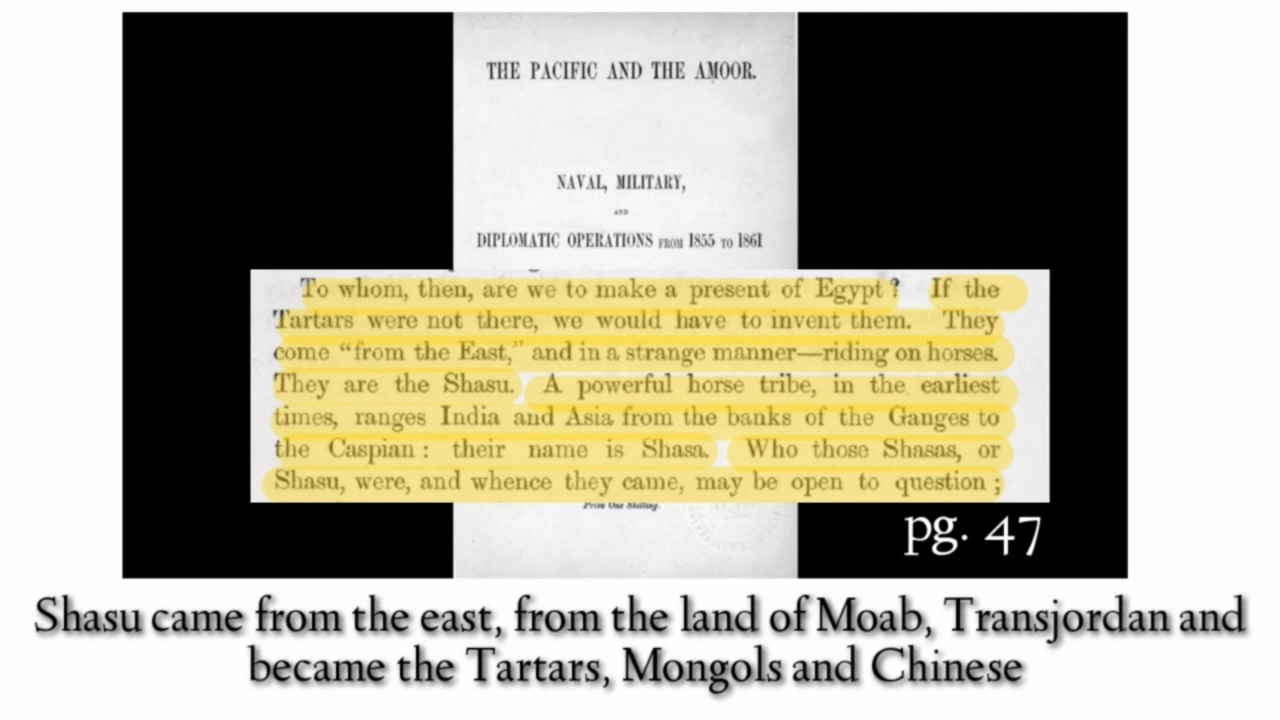 THE PACIFIC AND THE AMOOR.
NAVAL, MILITARY,
AND
DIPLOMATIC OPERATIONS FROM 1855 TO 1861
To whom, then, are we to make a present of Egypt? If the
Tartars were not there, we would have to invent them. They
come “from the East,” and in a strange manner—riding on horses.
They are the Shasu. A powerful horse tribe, in the earliest
times, ranges India and Asia from the banks of the Ganges to
the Caspian: their name is Shasa. Who those Shasas, or
Shasu, were, and whence they came, may be open to question;
Price One Shilling.
pg. 47
Shasu came from the east, from the land of Moab, Transjordan and
became the Tartars, Mongols and Chinese